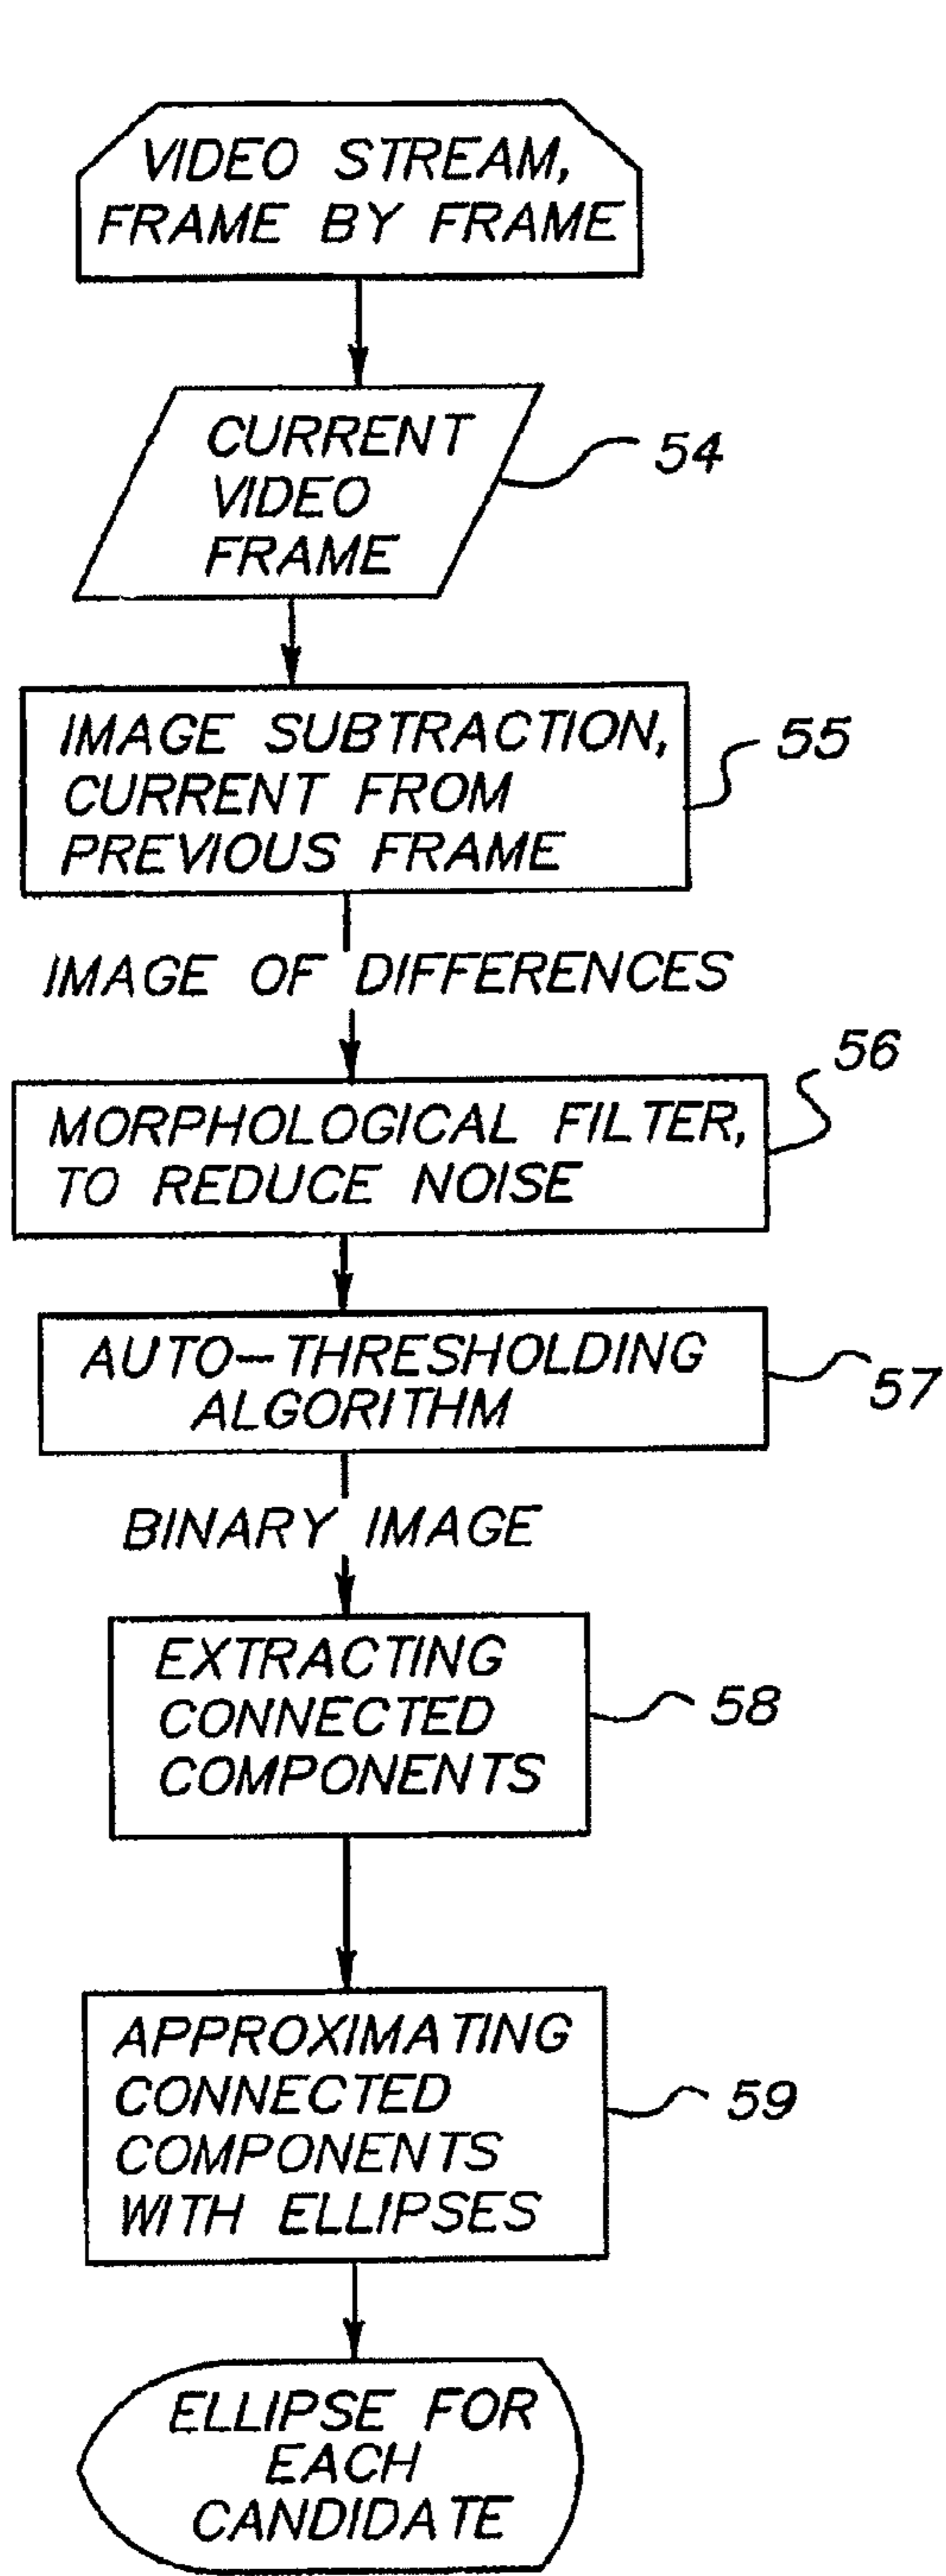 VIDEO STREAM,
FRAME BY FRAME
CURRENT
VIDEO
FRAME
54
IMAGE SUBTRACTION,
CURRENT FROM
PREVIOUS FRAME
55
IMAGE OF DIFFERENCES
56
MORPHOLOGICAL FILTER,
TO REDUCE NOISE
AUTO-THRESHOLDING
ALGORITHM
57
BINARY IMAGE
EXTRACTING
CONNECTED
COMPONENTS
58
APPROXIMATING
CONNECTED
COMPONENTS
WITH ELLIPSES
59
ELLIPSE FOR
EACH
CANDIDATE